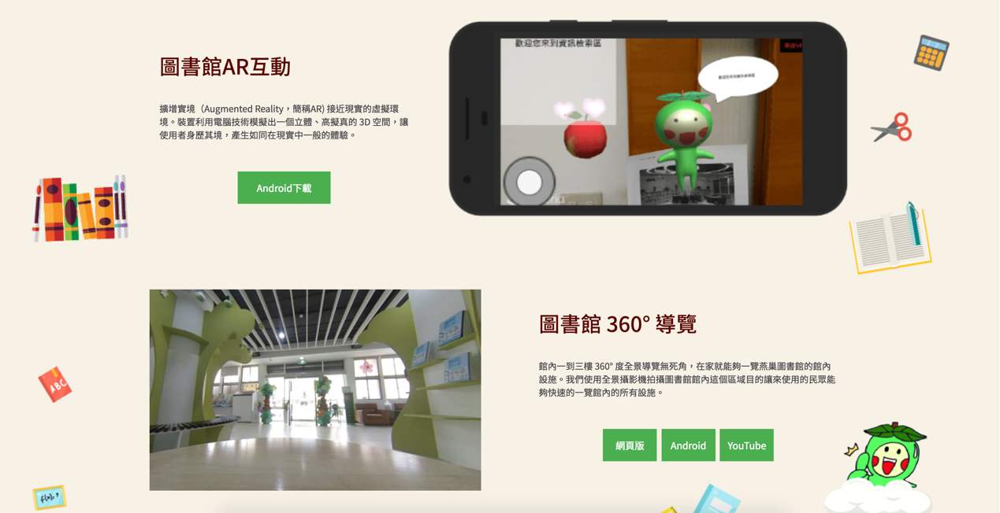 圖書館AR互動
擴增實境（Augmented Reality，簡稱AR) 接近現實的虛擬環
境。裝置利用電腦技術模擬出一個立體、高擬真的 3D 空間，讓
使用者身歷其境，產生如同在現實中一般的體驗。
Android下載
歡迎您來到資訊檢索區
圖書館 360° 導覽
館內一到三樓 360° 度全景導覽無死角，在家就能夠一覽燕巢圖書館的館內
設施。我們使用全景攝影機拍攝圖書館館內這個區域目的讓來使用的民眾能
夠快速的一覽館內的所有設施。
網頁版
Android
YouTube
ABC